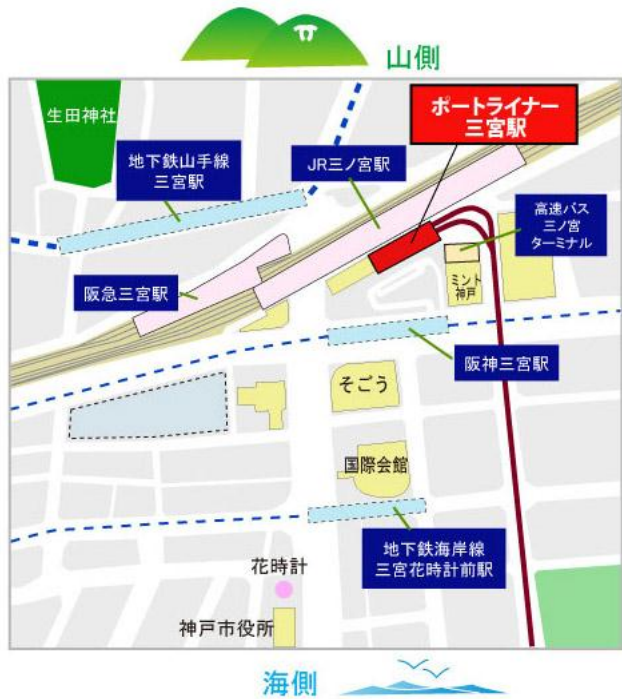 山側
生田神社
ポートライナー
三宮駅
地下鉄山手線
三宮駅
JR三ノ宮駅
高速バス
三ノ宮
ターミナル
阪急三宮駅
ミント
神戸
阪神三宮駅
そごう
国際会館
地下鉄海岸線
三宮花時計前駅
花時計
神戸市役所
海側